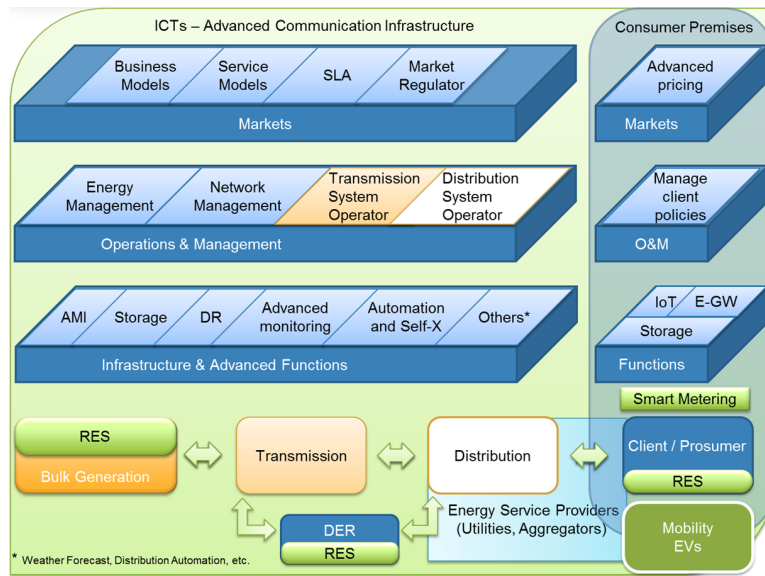 ICTs – Advanced Communication Infrastructure
Consumer Premises
Business
Models
Service
Models
SLA
Market
Regulator
Markets
Advanced
pricing
Markets
Energy
Management
Network
Management
Transmission
System
Operator
Distribution
System
Operator
Operations & Management
Manage
client
policies
O&M
AMI
Storage
DR
Advanced
monitoring
Automation
and Self-X
Others*
Infrastructure & Advanced Functions
IoT
E-GW
Storage
Functions
Smart Metering
RES
Bulk Generation
Transmission
Distribution
Client / Prosumer
RES
Energy Service Providers
(Utilities, Aggregators)
DER
RES
Mobility
EVs
* Weather Forecast, Distribution Automation, etc.